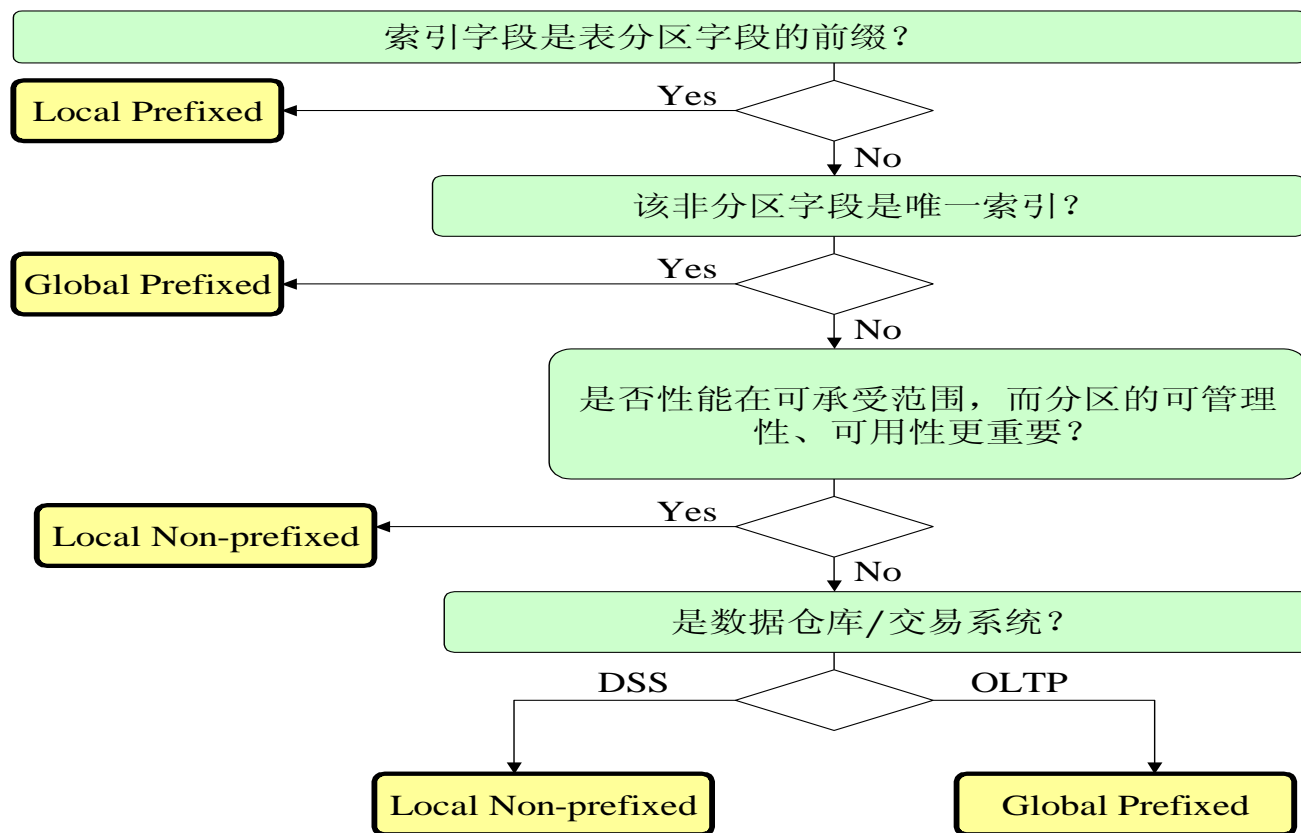 索引字段是表分区字段的前缀？
Yes
Local Prefixed
No
该非分区字段是唯一索引？
Yes
Global Prefixed
No
是否性能在可承受范围，而分区的可管理
性、可用性更重要？
Yes
Local Non-prefixed
No
是数据仓库/交易系统？
DSS
OLTP
Local Non-prefixed
Global Prefixed